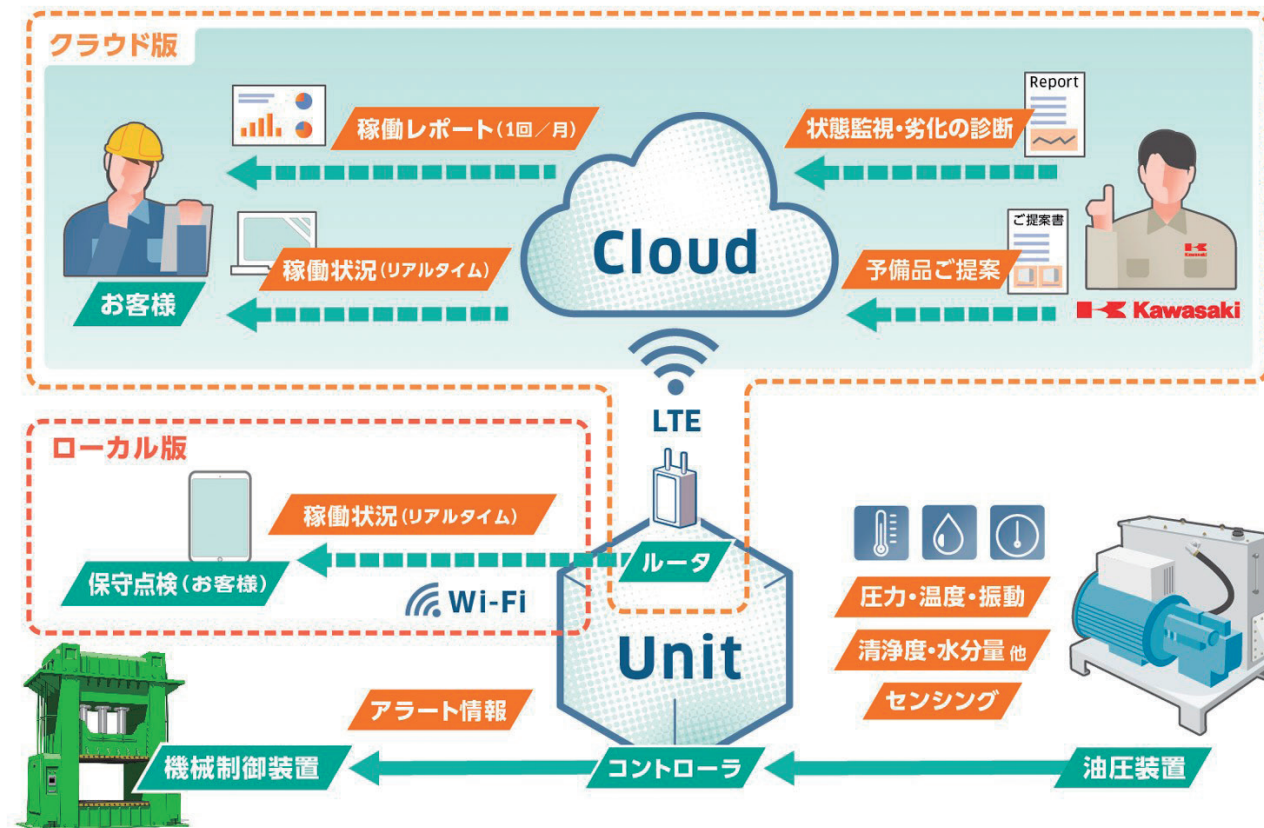 クラウド版
稼働レポート(1回/月)
稼働状況(リアルタイム)
お客様
Cloud
Report
状態監視・劣化の診断
ご提案書
予備品ご提案
Kawasaki
Kawasaki
LTE
ローカル版
稼働状況(リアルタイム)
保守点検(お客様)
Wi-Fi
ルータ
Unit
圧力・温度・振動
清浄度・水分量 他
センシング
アラート情報
機械制御装置
コントローラ
油圧装置